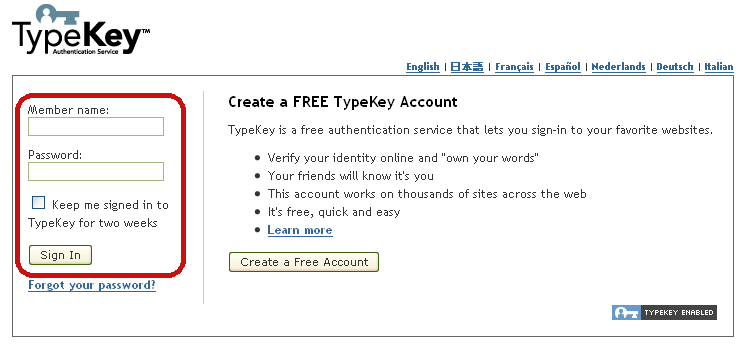 TypeKey™
Authentication Service
English | 日本語 | Français | Español | Nederlands | Deutsch | Italian
Member name:
Password:
Keep me signed in to
TypeKey for two weeks
Sign In
Forgot your password?
Create a FREE TypeKey Account
TypeKey is a free authentication service that lets you sign-in to your favorite websites.
Verify your identity online and "own your words"
Your friends will know it's you
This account works on thousands of sites across the web
It's free, quick and easy
Learn more
Create a Free Account
TYPEKEY ENABLED